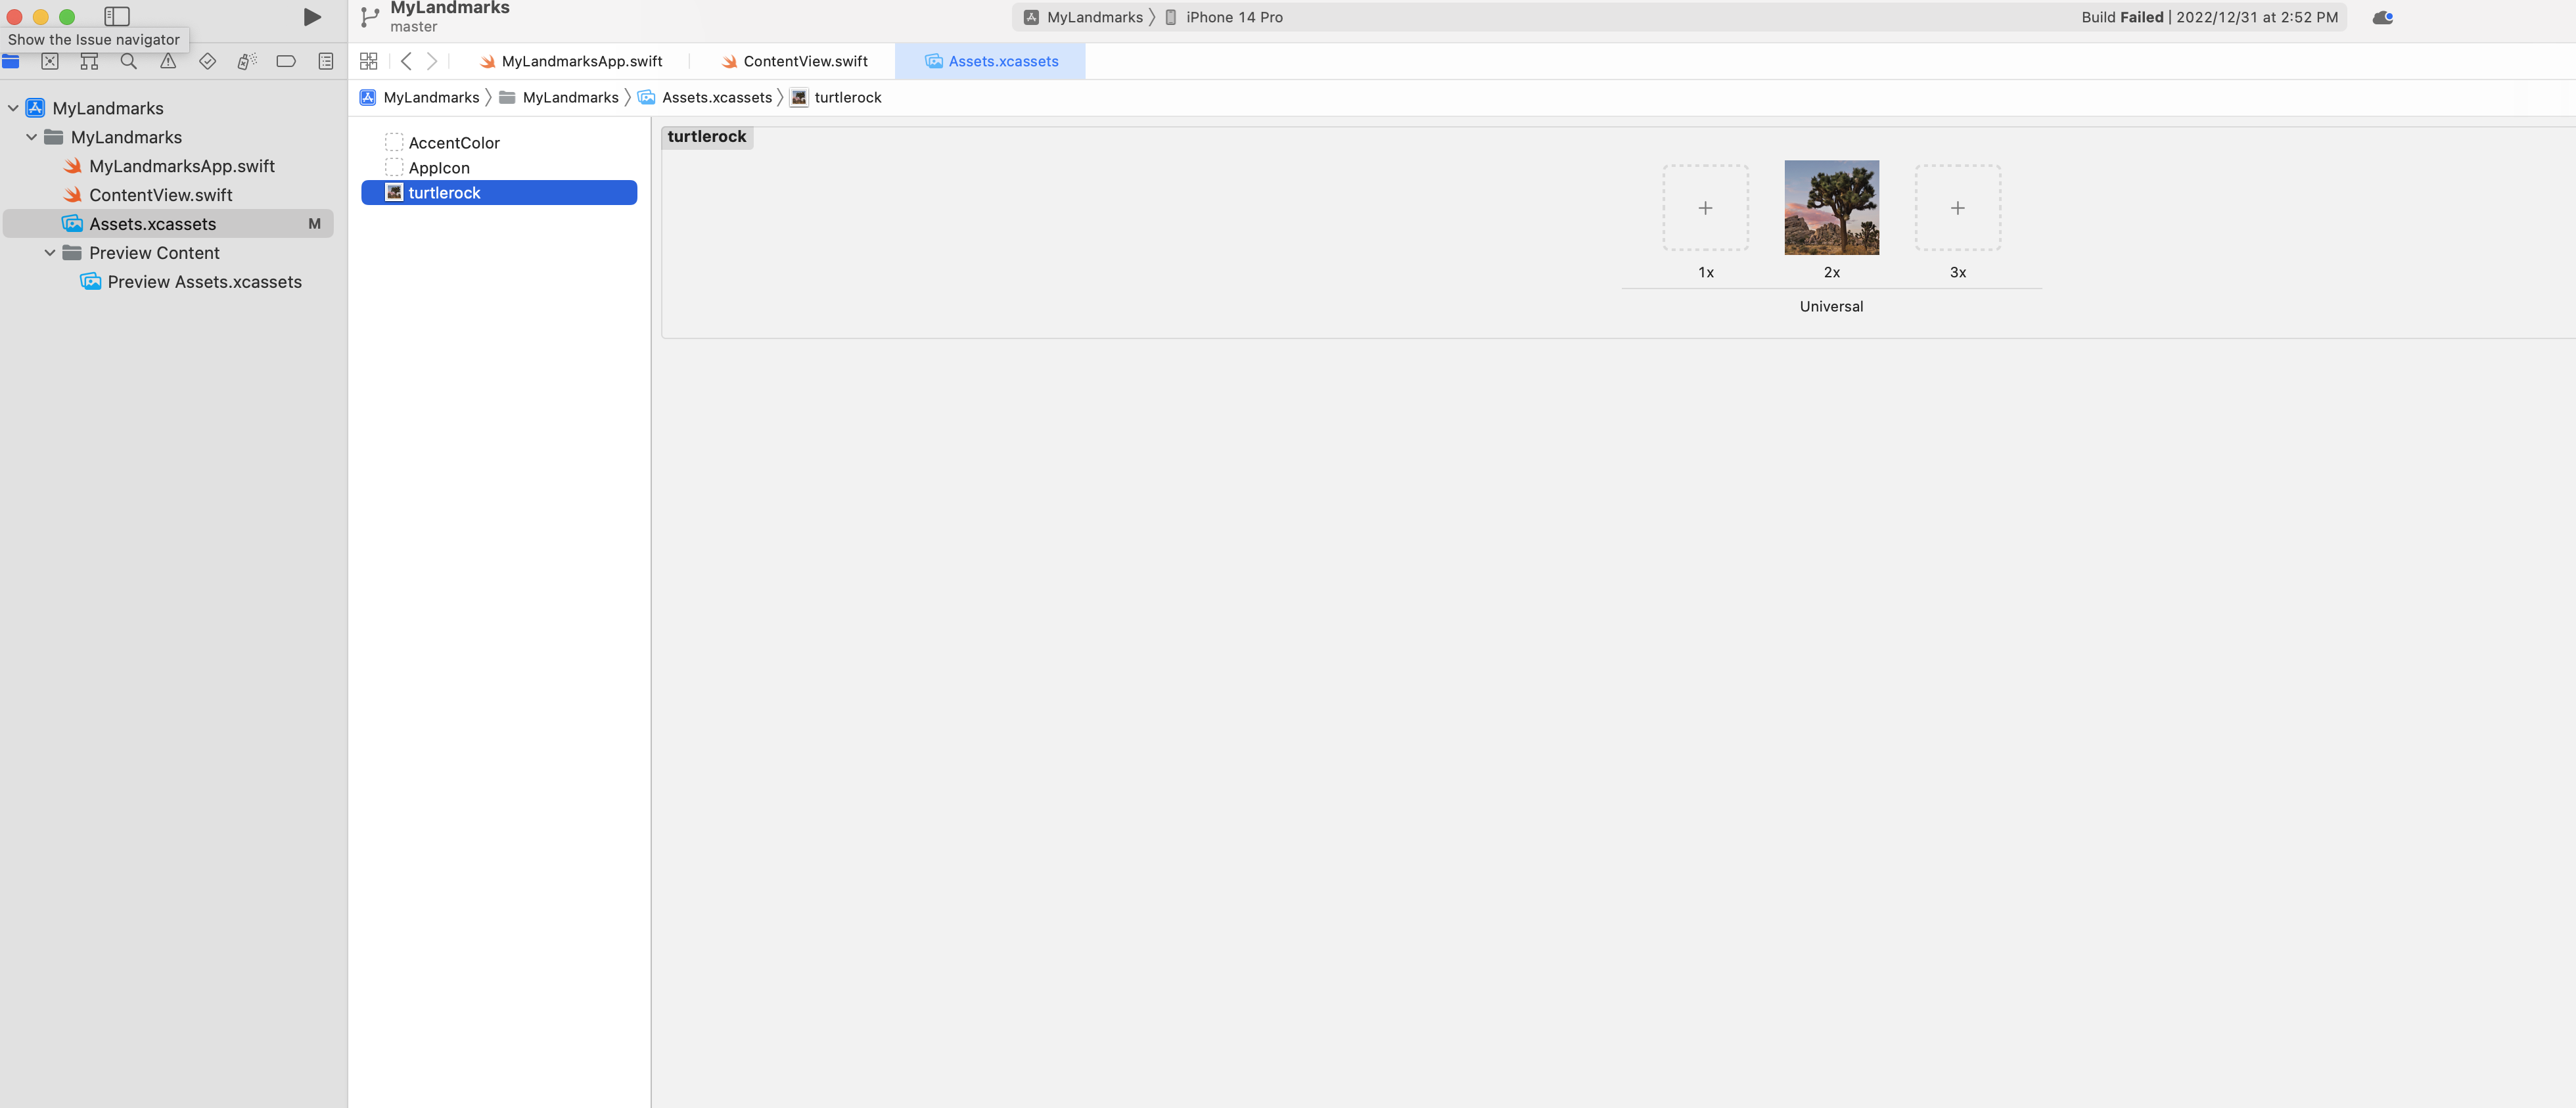 MyLandmarks
master
MyLandmarks
iPhone 14 Pro
Build Failed | 2022/12/31 at 2:52 PM
Show the Issue navigator
MyLandmarksApp.swift
ContentView.swift
Assets.xcassets
MyLandmarks
MyLandmarks
Assets.xcassets
turtlerock
MyLandmarks
MyLandmarks
MyLandmarksApp.swift
ContentView.swift
Assets.xcassets M
Preview Content
Preview Assets.xcassets
AccentColor
AppIcon
turtlerock
turtlerock
1x
2x
3x
Universal